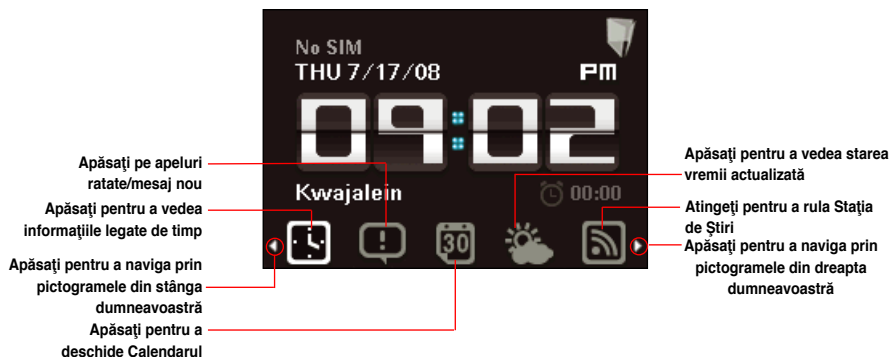 No SIM
THU 7/17/08
PM
09:02
Kwajalein
00:00
30
Apăsaţi pe apeluri
ratate/mesaj nou
Apăsaţi pentru a vedea
informaţiile legate de timp
Apăsaţi pentru a naviga prin
pictogramele din stânga
dumneavoastră
Apăsaţi pentru a
deschide Calendarul
Apăsaţi pentru a vedea starea
vremii actualizată
Atingeţi pentru a rula Staţia
de Ştiri
Apăsaţi pentru a naviga prin
pictogramele din dreapta
dumneavoastră